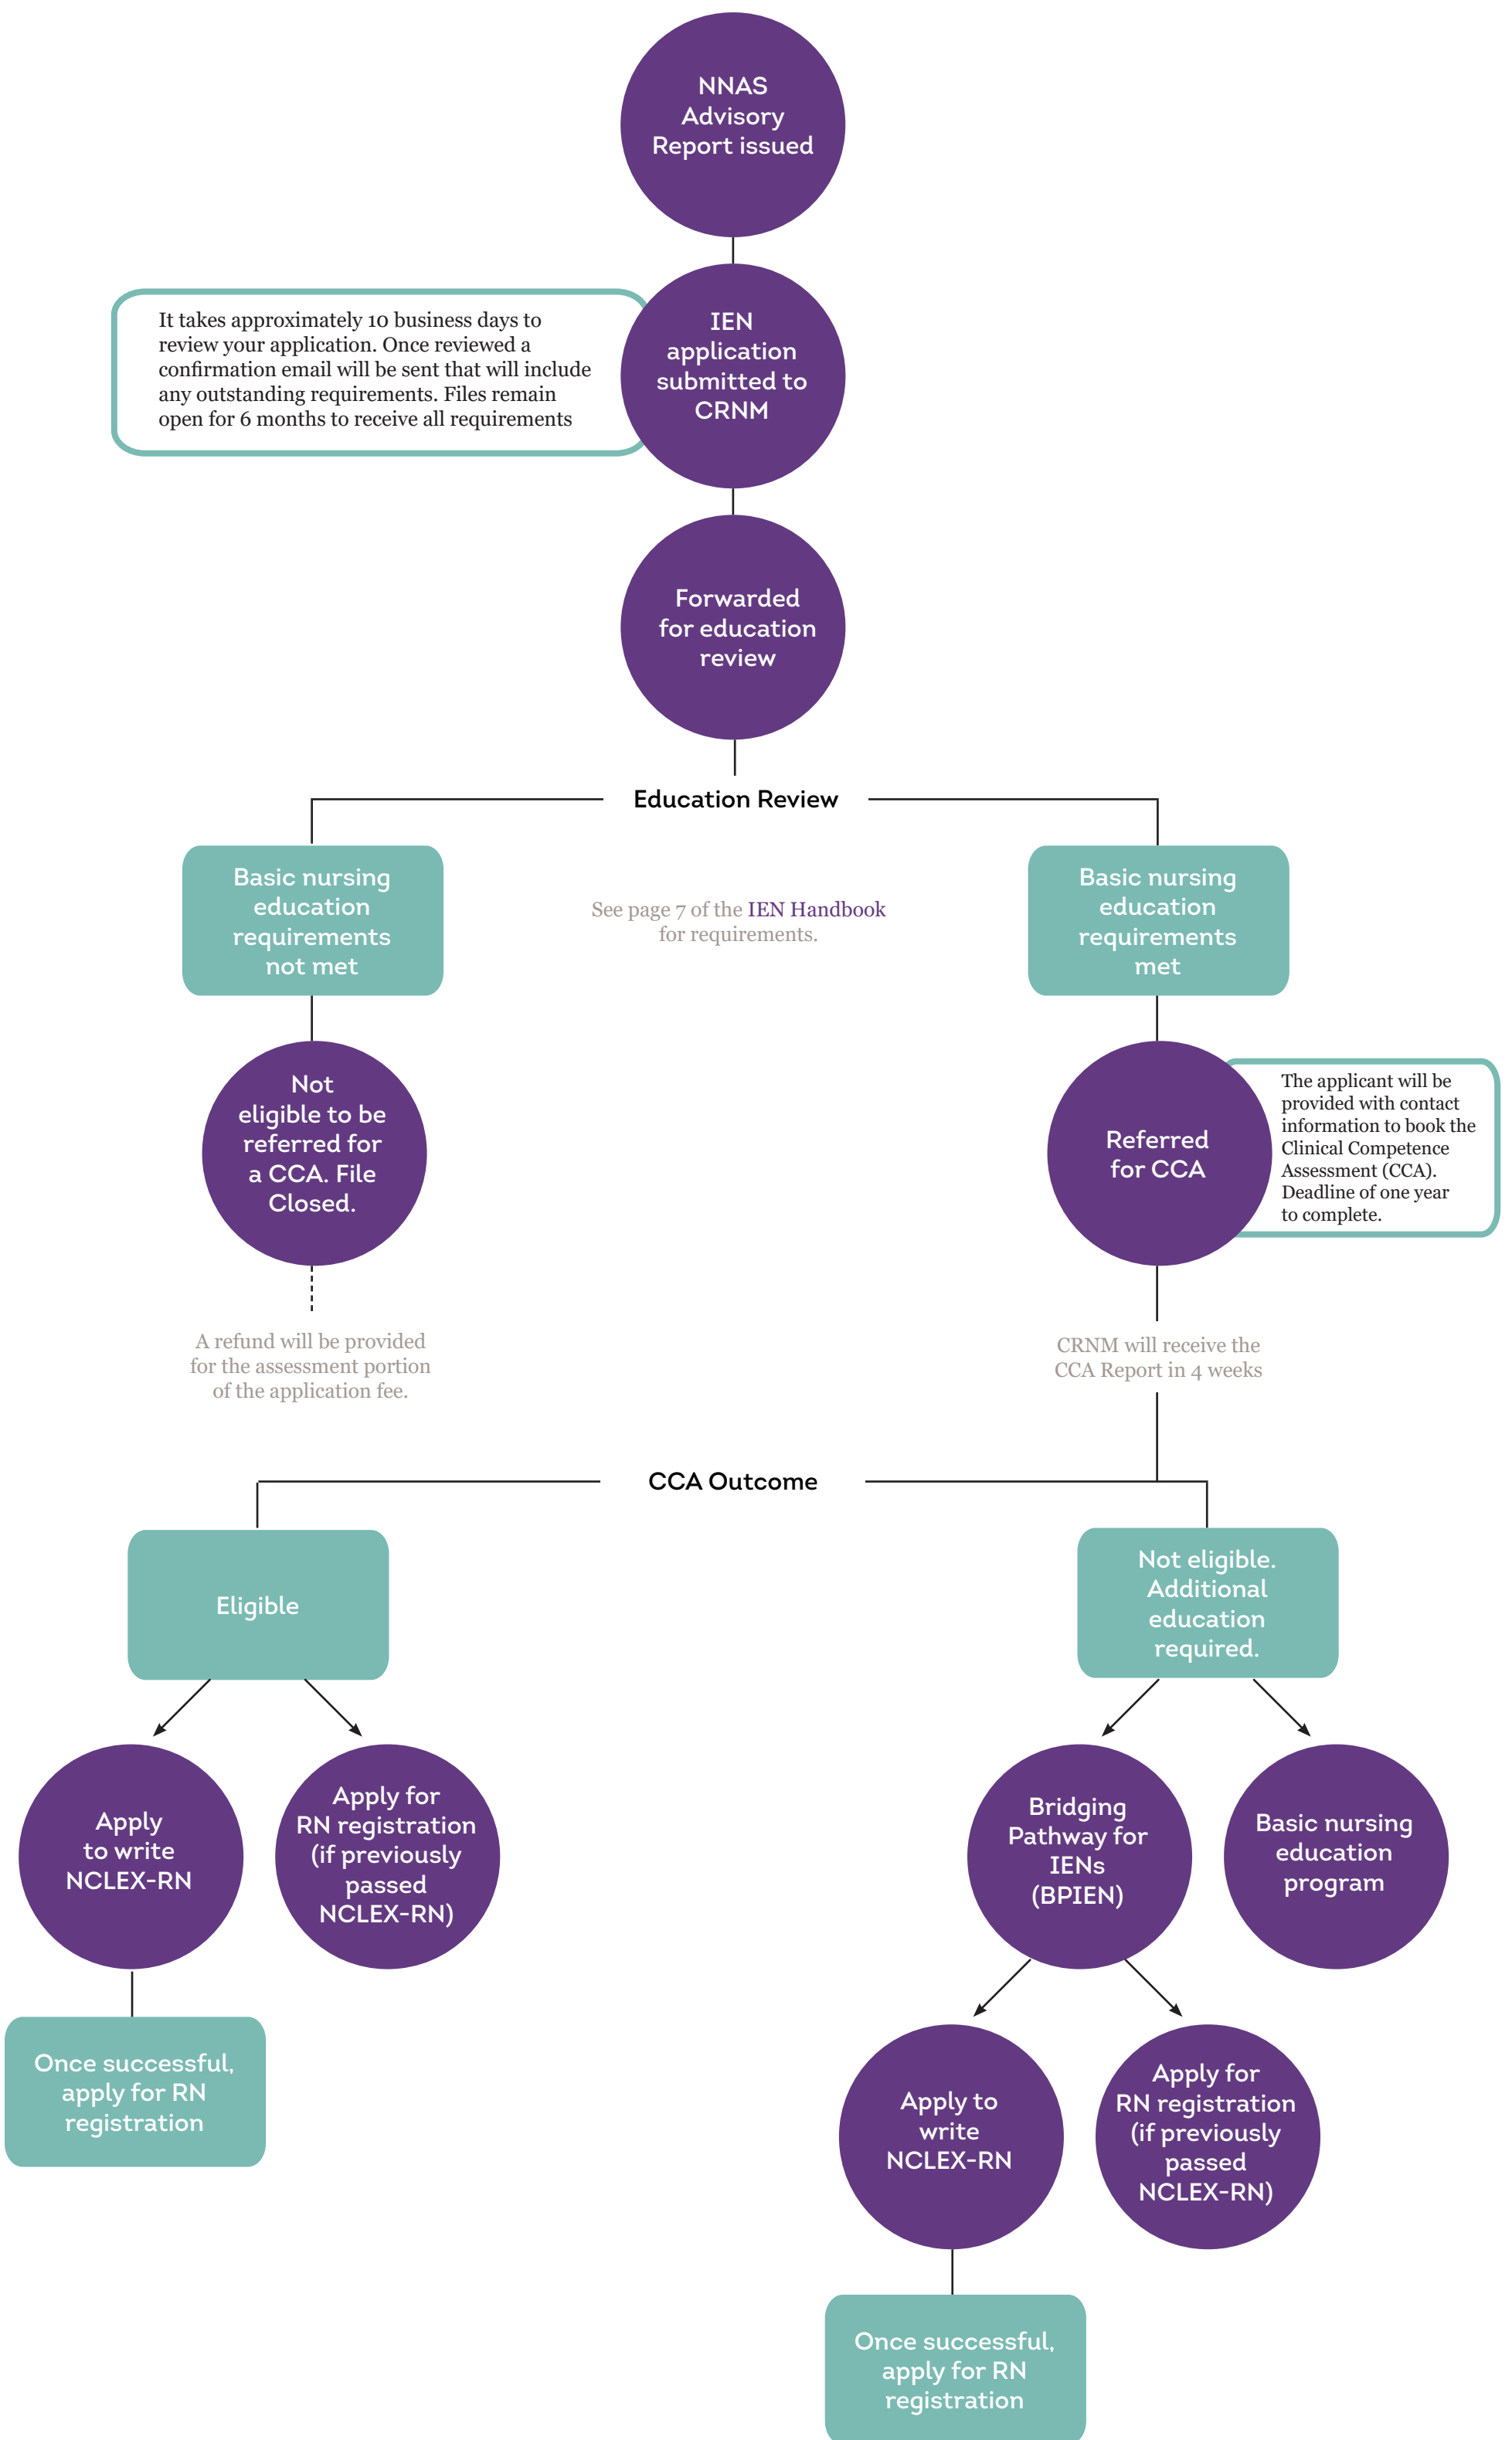 NNAS
Advisory
Report issued
It takes approximately 10 business days to
review your application. Once reviewed a
confirmation email will be sent that will include
any outstanding requirements. Files remain
open for 6 months to receive all requirements
IEN
application
submitted to
CRNM
Forwarded
for education
review
Education Review
Basic nursing
education
requirements
not met
See page 7 of the IEN Handbook
for requirements.
Basic nursing
education
requirements
met
Not
eligible to be
referred for
a CCA. File
Closed.
Referred
for CCA
The applicant will be
provided with contact
information to book the
Clinical Competence
Assessment (CCA).
Deadline of one year
to complete.
A refund will be provided
for the assessment portion
of the application fee.
CRNM will receive the
CCA Report in 4 weeks
CCA Outcome
Eligible
Not eligible.
Additional
education
required.
Apply
to write
NCLEX-RN
Apply for
RN registration
(if previously
passed
NCLEX-RN)
Bridging
Pathway for
IENs
(BPIEN)
Basic nursing
education
program
Once successful,
apply for RN
registration
Apply to
write
NCLEX-RN
Apply for
RN registration
(if previously
passed
NCLEX-RN)
Once successful,
apply for RN
registration